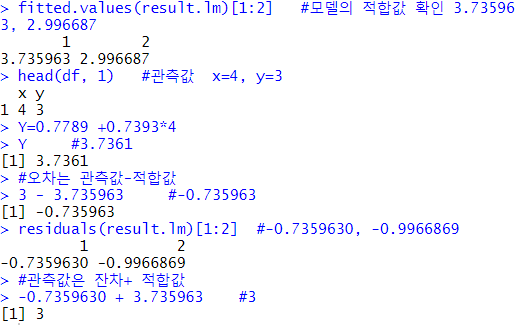 > fitted.values(result.lm)[1:2]   #모델의 적합값 확인 3.73596
3, 2.996687
       1        2
3.735963 2.996687
> head(df, 1)   #관측값  x=4, y=3
  x y
1 4 3
> Y=0.7789 +0.7393*4
> Y     #3.7361
[1] 3.7361
> #오차는 관측값-적합값
> 3 - 3.735963     #-0.735963
[1] -0.735963
> residuals(result.lm)[1:2]  #-0.7359630, -0.9966869
         1          2
-0.7359630 -0.9966869
> #관측값은 잔차+ 적합값
> -0.7359630 + 3.735963    #3
[1] 3